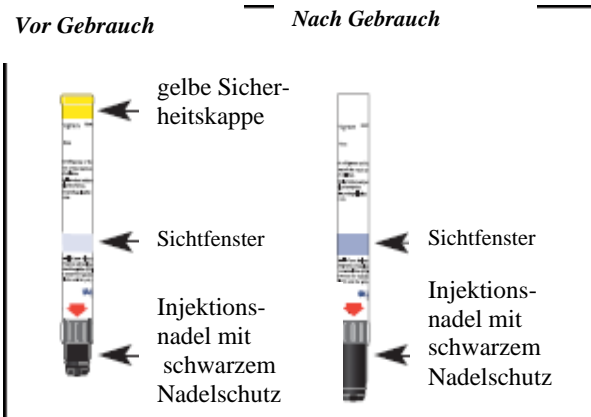 Vor Gebrauch
gelbe Sicher-
heitskappe
Sichtfenster
Injektions-
nadel mit
schwarzem
Nadelschutz
Nach Gebrauch
Sichtfenster
Injektions-
nadel mit
schwarzem
Nadelschutz